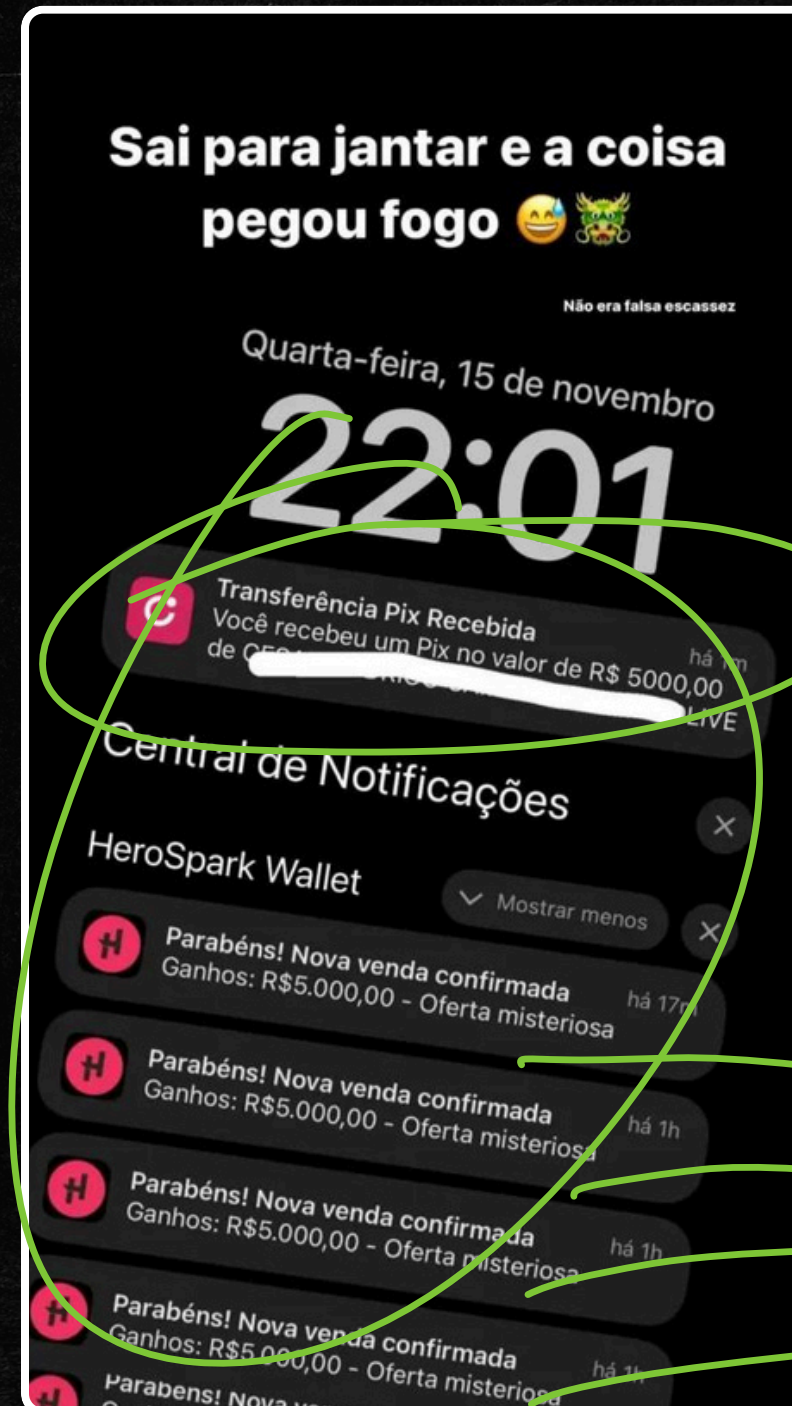 Sai para jantar e a coisa
pegou fogo 😅🐲
Não era falsa escassez
Quarta-feira, 15 de novembro
22:01
Transferência Pix Recebida
há 1m
Você recebeu um Pix no valor de R$ 5000,00
de
LIVE
Central de Notificações
HeroSpark Wallet
Mostrar menos
Parabéns! Nova venda confirmada
há 17m
Ganhos: R$5.000,00 - Oferta misteriosa
Parabéns! Nova venda confirmada
há 1h
Ganhos: R$5.000,00 - Oferta misteriosa
Parabéns! Nova venda confirmada
há 1h
Ganhos: R$5.000,00 - Oferta misteriosa
Parabéns! Nova venda confirmada
há 1h
Ganhos: R$5.000,00 - Oferta misteriosa
Parabéns! Nova